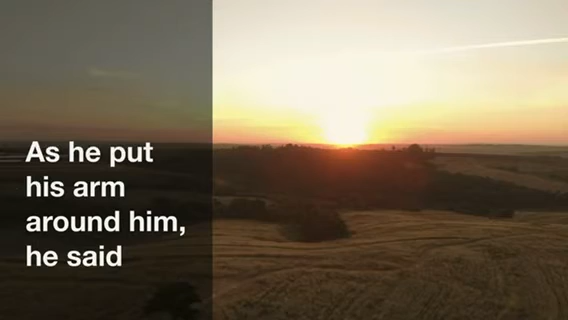 As he put
his arm
around him,
he said